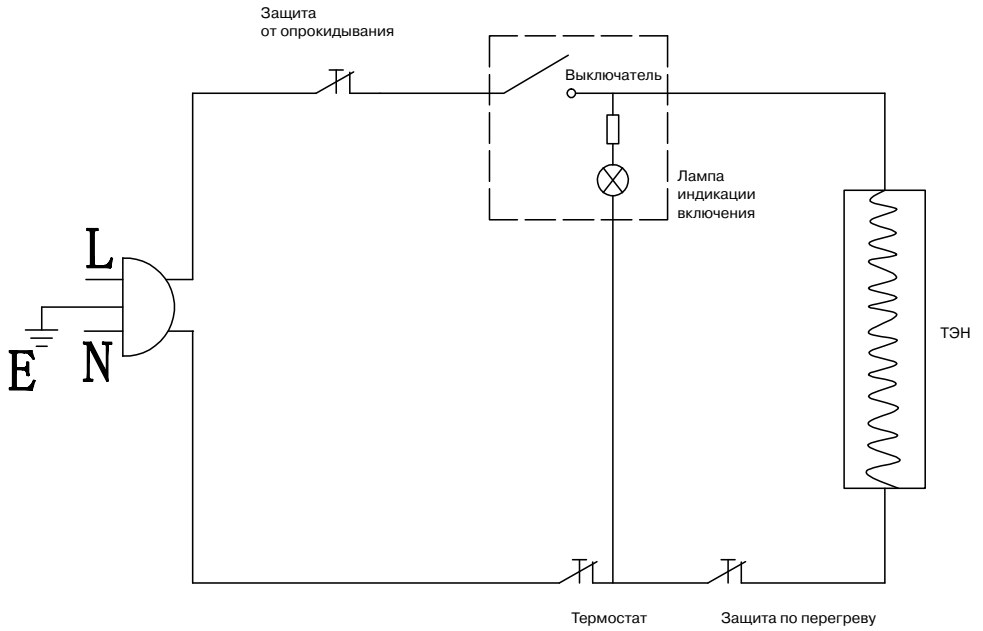 Защита
от опрокидывания
Выключатель
Лампа
индикации
включения
L
E
N
ТЭН
Термостат
Защита по перегреву